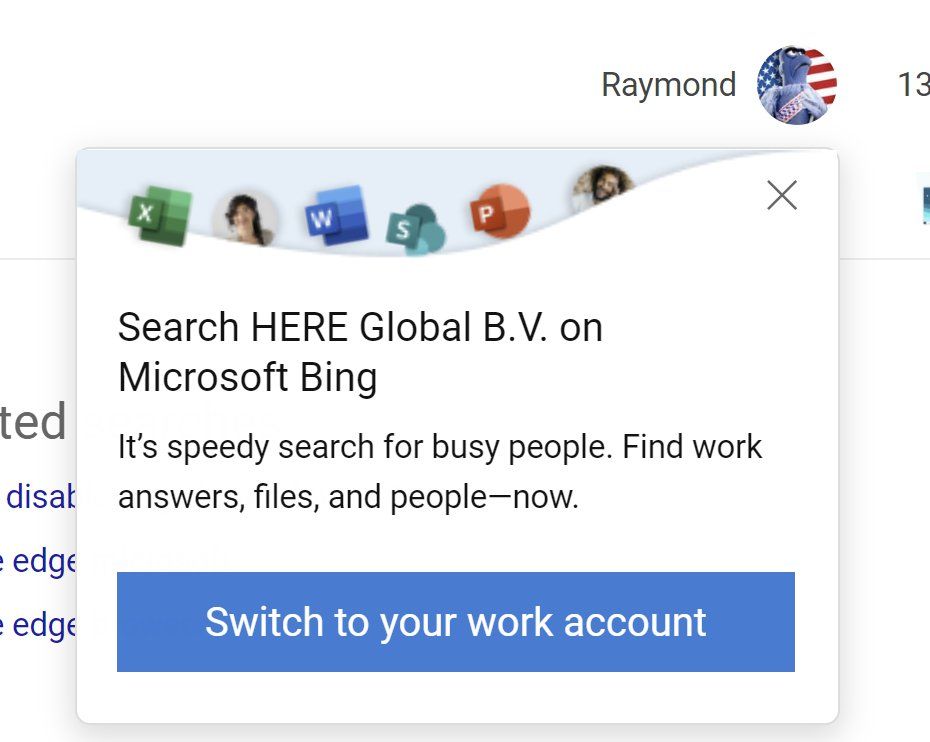 Raymond
13
X
W
S
P
Search HERE Global B.V. on
Microsoft Bing
ted searches
It’s speedy search for busy people. Find work
disab
answers, files, and people—now.
e edge
e edge
Switch to your work account